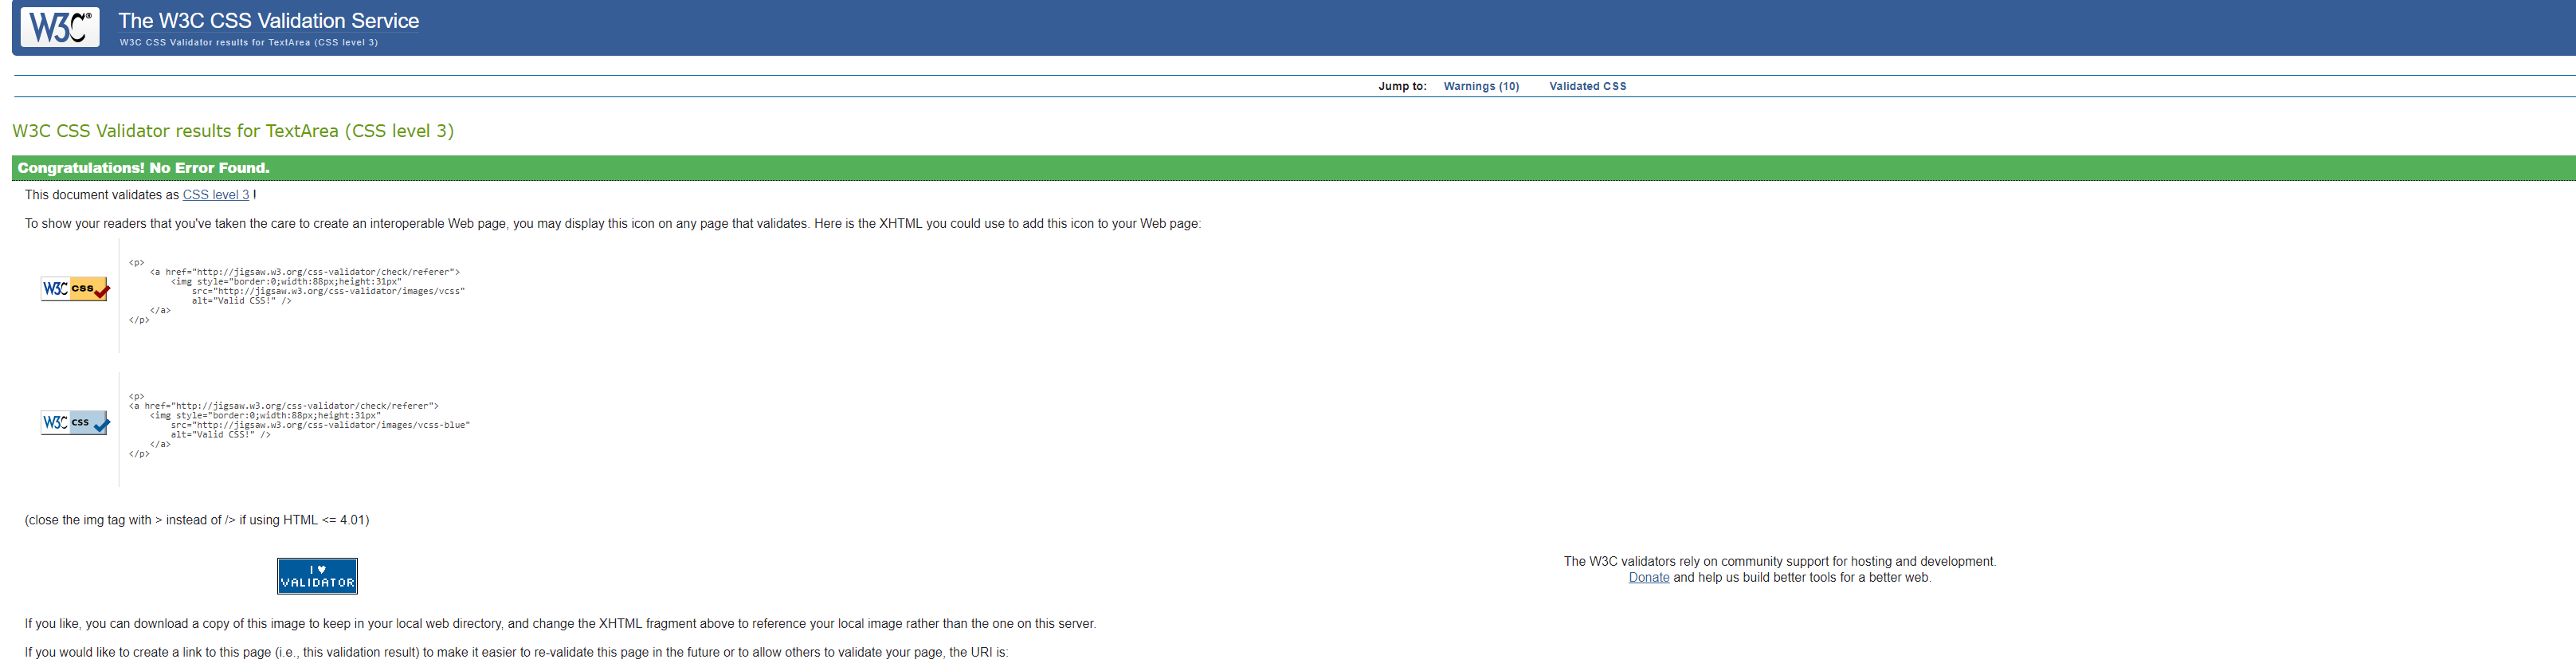 W3C®
The W3C CSS Validation Service
W3C CSS Validator results for TextArea (CSS level 3)
Jump to: Warnings (10) Validated CSS
W3C CSS Validator results for TextArea (CSS level 3)
Congratulations! No Error Found.
This document validates as CSS level 3 !
To show your readers that you've taken the care to create an interoperable Web page, you may display this icon on any page that validates. Here is the XHTML you could use to add this icon to your Web page:
W3C css
<p>
<a href="http://jigsaw.w3.org/css-validator/check/referer">
<img style="border:0;width:88px;height:31px"
src="http://jigsaw.w3.org/css-validator/images/vcss"
alt="Valid CSS!" />
</a>
</p>
W3C css
<p>
<a href="http://jigsaw.w3.org/css-validator/check/referer">
<img style="border:0;width:88px;height:31px"
src="http://jigsaw.w3.org/css-validator/images/vcss-blue"
alt="Valid CSS!" />
</a>
</p>
(close the img tag with > instead of /> if using HTML <= 4.01)
I ♥
VALIDATOR
The W3C validators rely on community support for hosting and development.
Donate and help us build better tools for a better web.
If you like, you can download a copy of this image to keep in your local web directory, and change the XHTML fragment above to reference your local image rather than the one on this server.
If you would like to create a link to this page (i.e., this validation result) to make it easier to re-validate this page in the future or to allow others to validate your page, the URI is: